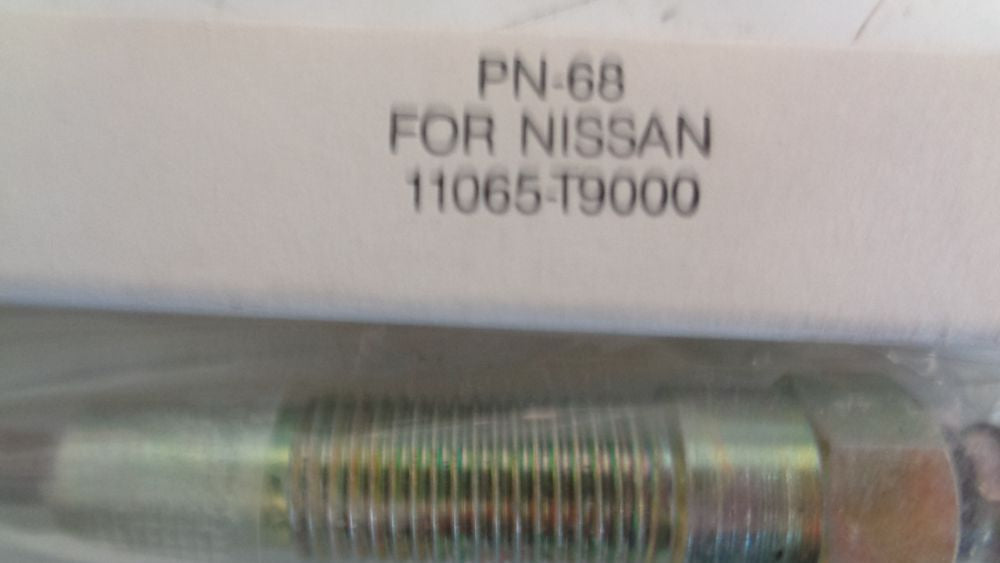 PN-68
FOR NISSAN
11065-T9000